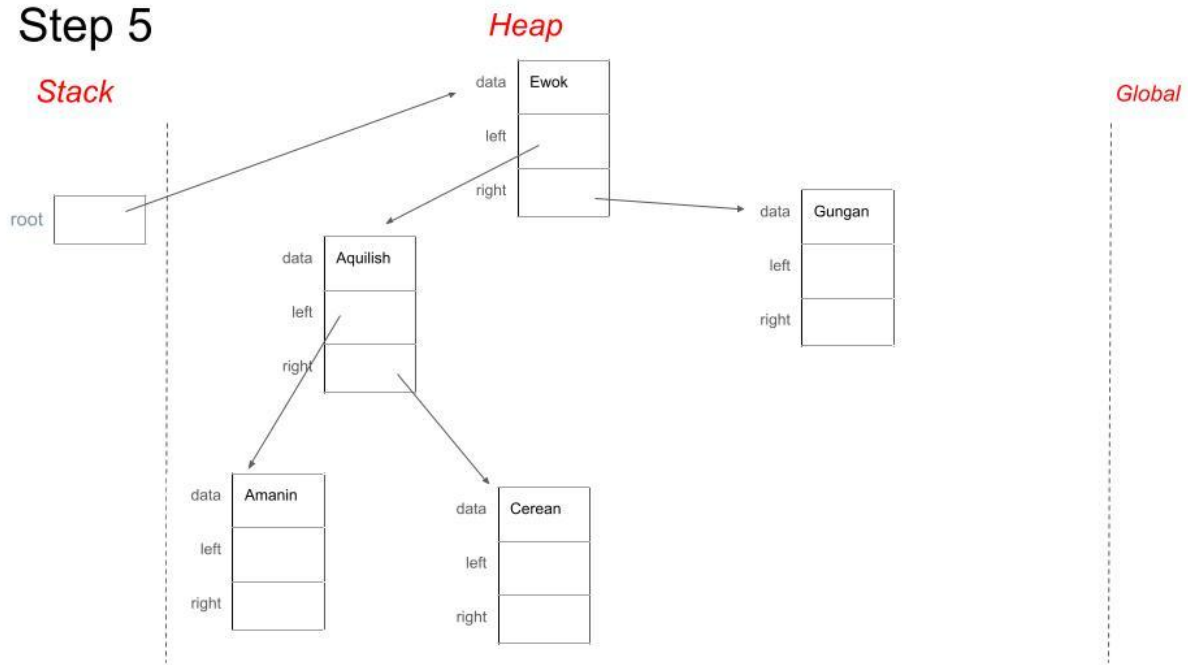 Step 5
Heap
Stack
Global
data Ewok
left
right
root
data Gungan
left
right
data Aquilish
left
right
data Amanin
left
right
data Cerean
left
right